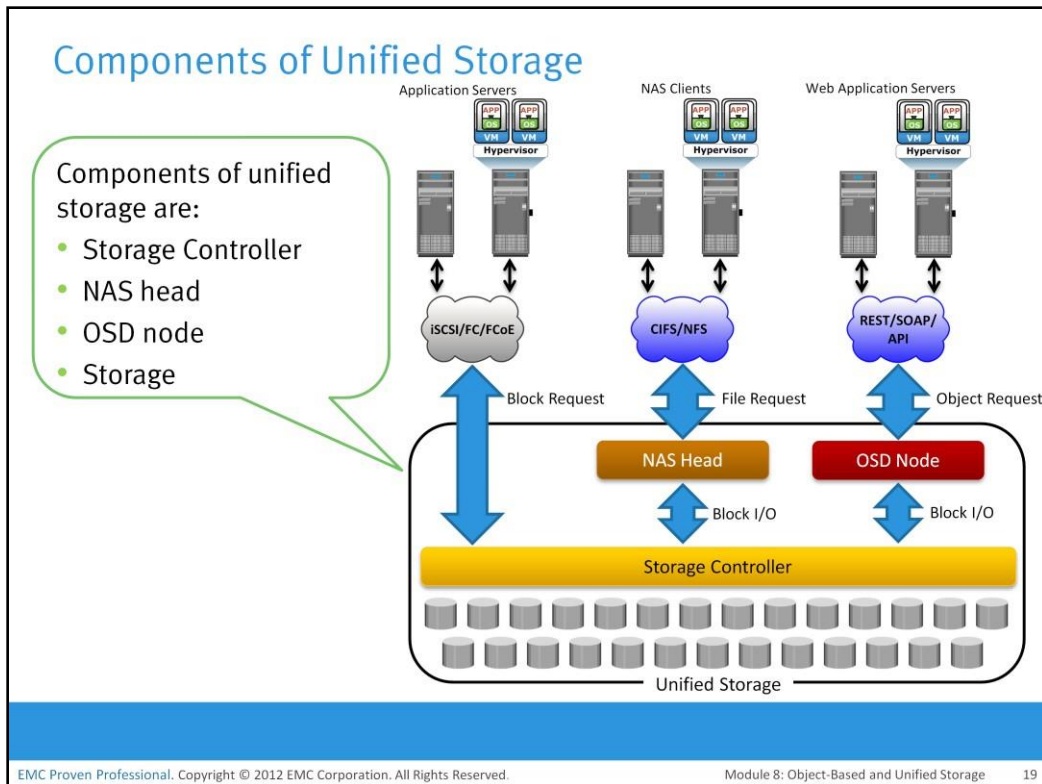 Components of Unified Storage
Application Servers
NAS Clients
Web Application Servers
APP APP
OS OS
VM VM
Hypervisor
APP APP
OS OS
VM VM
Hypervisor
APP APP
OS OS
VM VM
Hypervisor
Components of unified
storage are:
• Storage Controller
• NAS head
• OSD node
• Storage
iSCSI/FC/FCoE
CIFS/NFS
REST/SOAP/
API
Block Request
File Request
Object Request
NAS Head
OSD Node
Block I/O
Block I/O
Storage Controller
Unified Storage
EMC Proven Professional. Copyright © 2012 EMC Corporation. All Rights Reserved.
Module 8: Object-Based and Unified Storage 19